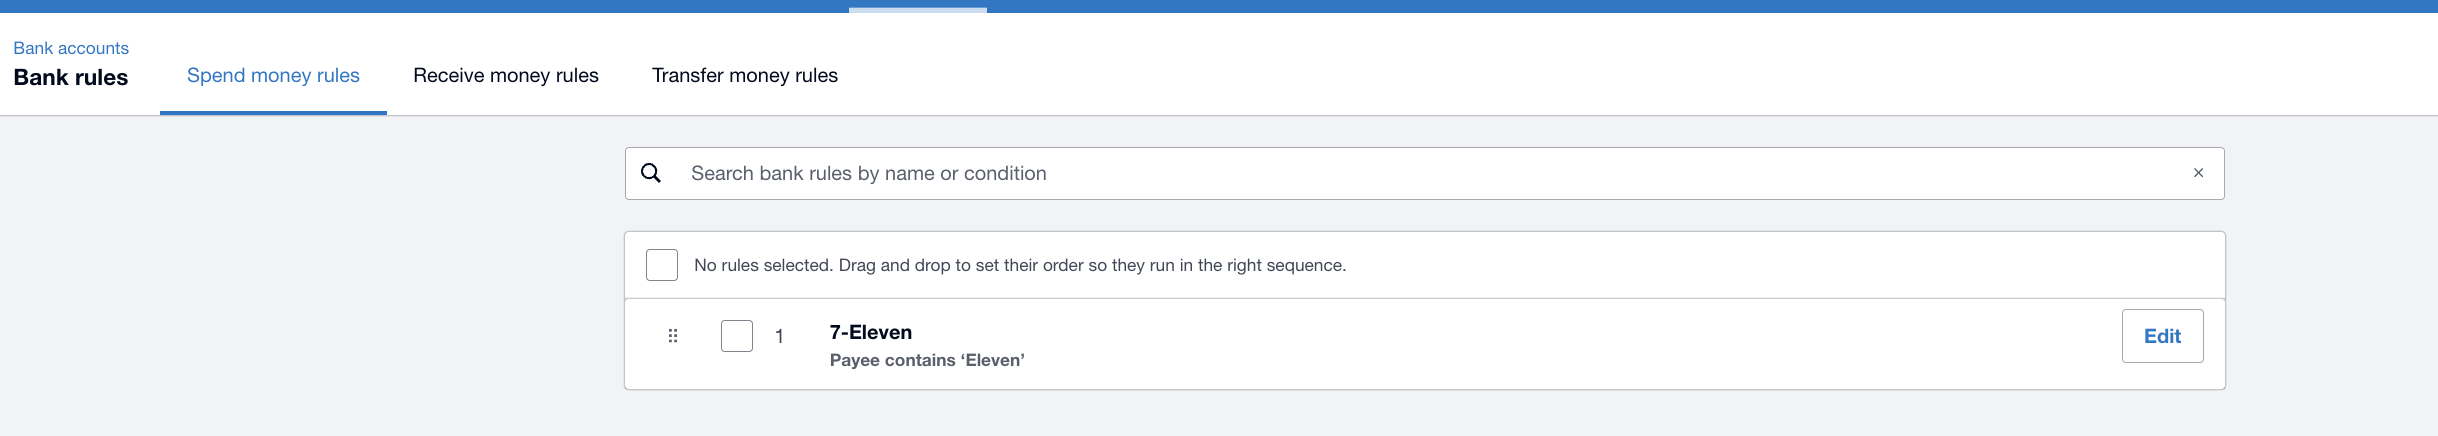 Bank accounts
Bank rules
Spend money rules
Receive money rules
Transfer money rules
Search bank rules by name or condition
No rules selected. Drag and drop to set their order so they run in the right sequence.
1
7-Eleven
Payee contains ‘Eleven’
Edit